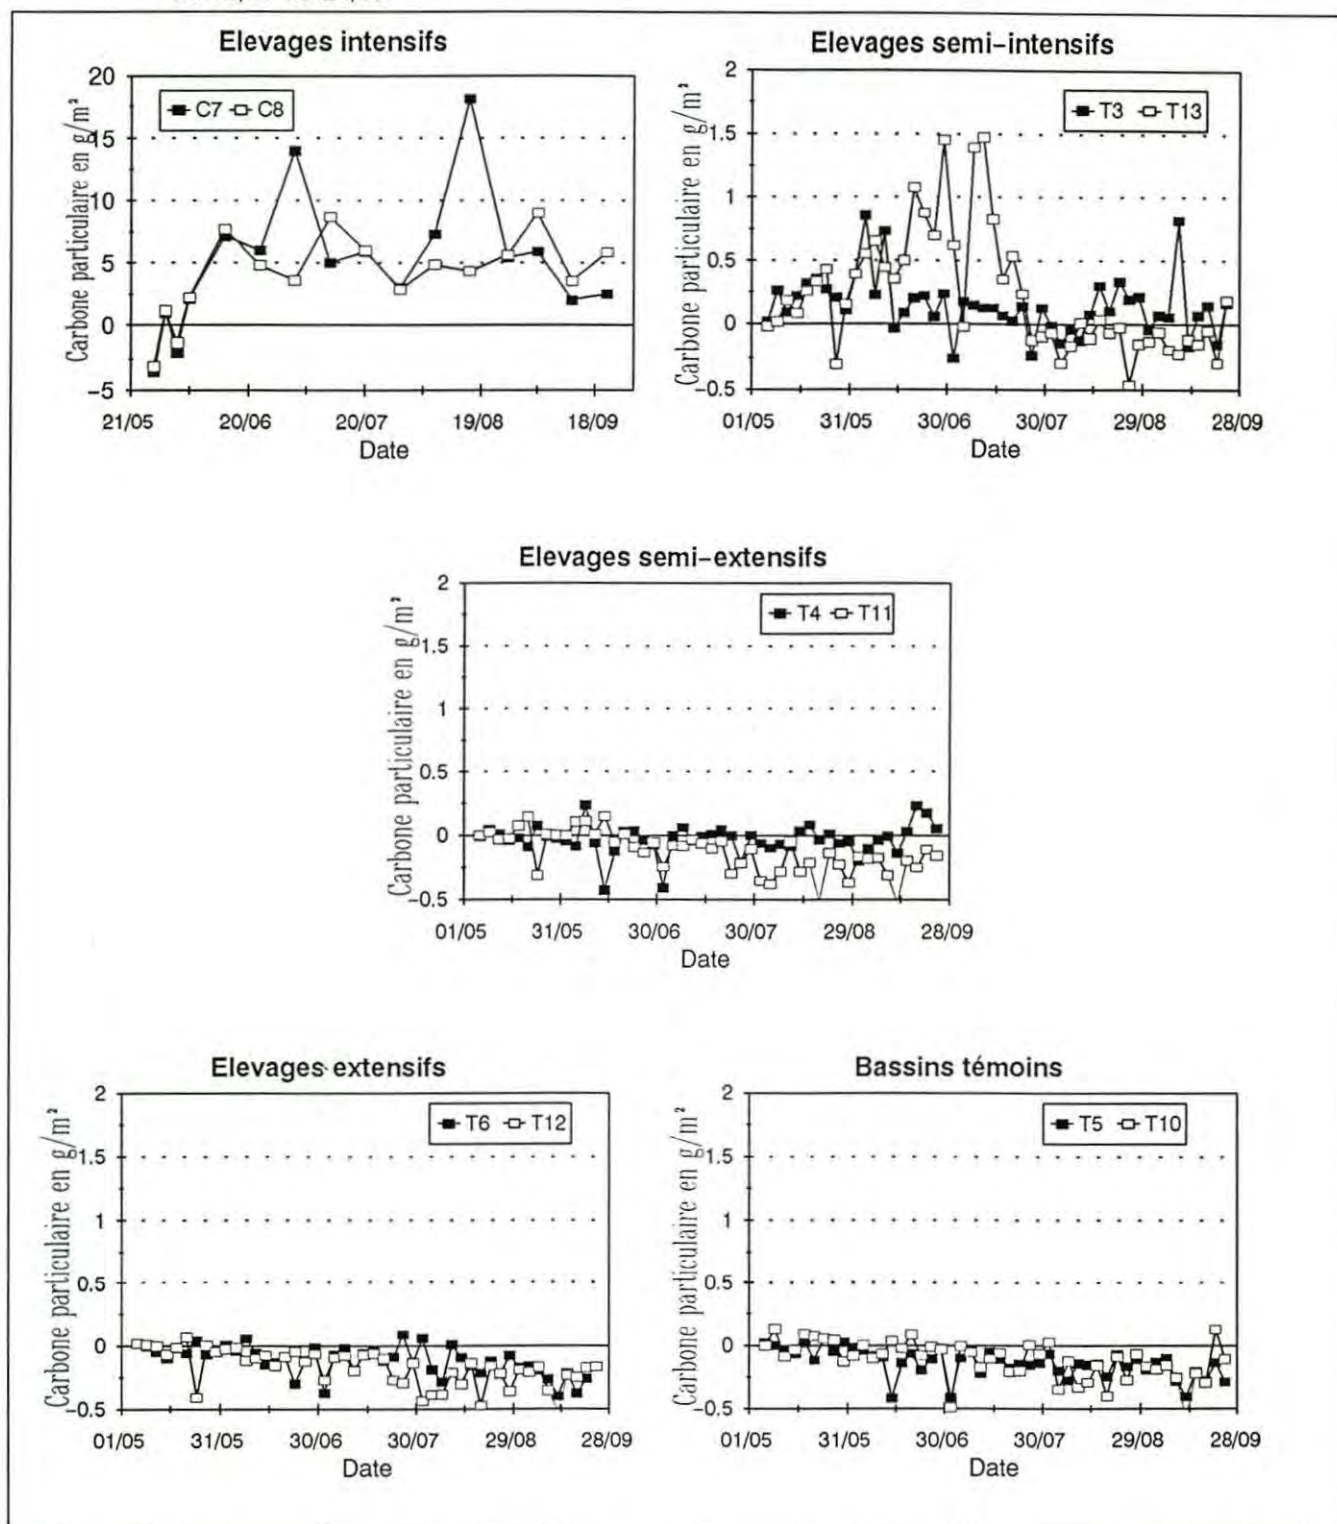 Elevages intensifs
20
15
10
5
0
−5
C7 C8
Carbone particulaire en g/m²
21/05 20/06 20/07 19/08 18/09
Date
Elevages semi−intensifs
2
1.5
1
0.5
0
−0.5
T3 T13
Carbone particulaire en g/m²
01/05 31/05 30/06 30/07 29/08 28/09
Date
Elevages semi−extensifs
2
1.5
1
0.5
0
−0.5
T4 T11
Carbone particulaire en g/m²
01/05 31/05 30/06 30/07 29/08 28/09
Date
Elevages extensifs
2
1.5
1
0.5
0
−0.5
T6 T12
Carbone particulaire en g/m²
01/05 31/05 30/06 30/07 29/08 28/09
Date
Bassins témoins
2
1.5
1
0.5
0
−0.5
T5 T10
Carbone particulaire en g/m²
01/05 31/05 30/06 30/07 29/08 28/09
Date